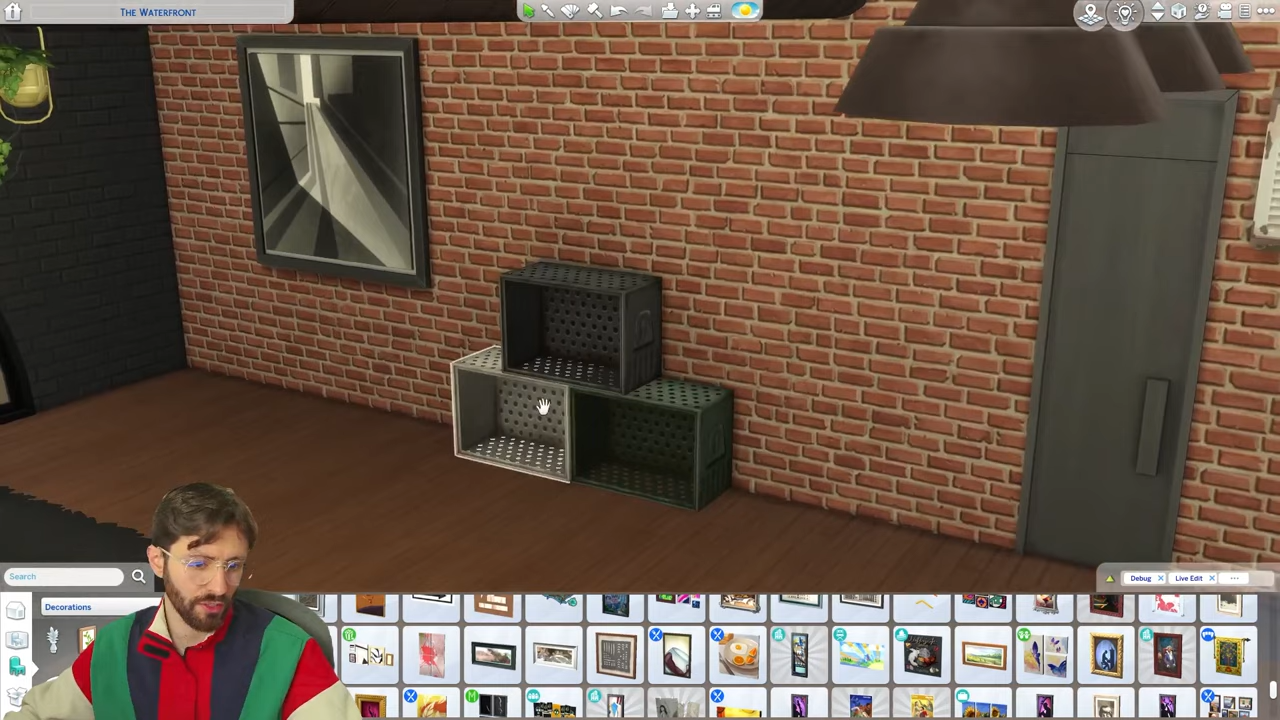 The Waterfront
Search
Debug
Live Edit
Decorations